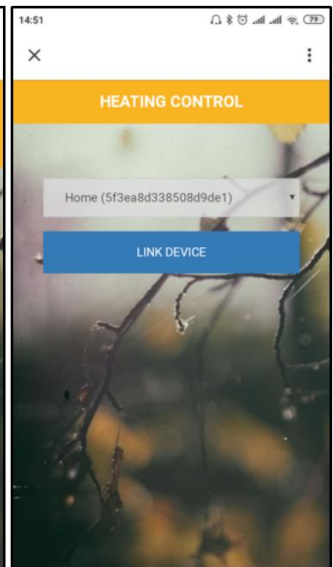 14:51
79
HEATING CONTROL
Home (5f3ea8d338508d9de1)
LINK DEVICE